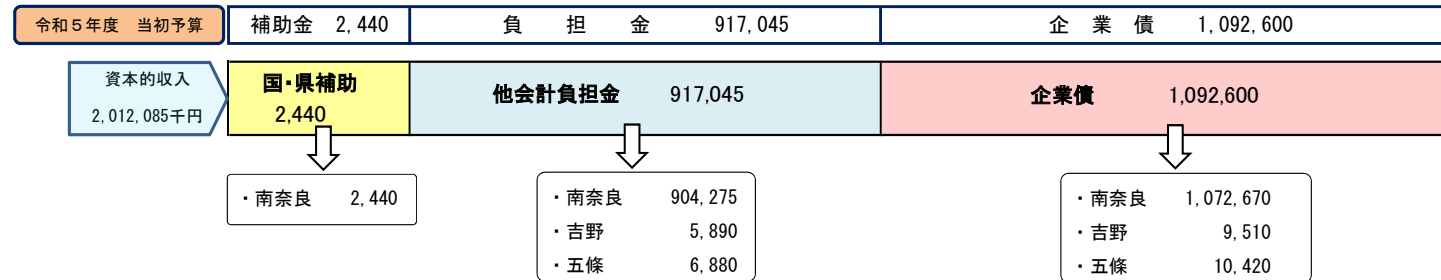 令和５年度　当初予算　補助金　2,440　負　担　金　917,045　企　業　債　1,092,600
資本的収入
2,012,085千円
国・県補助
2,440
他会計負担金　917,045
企業債　1,092,600
・南奈良　2,440
・南奈良　904,275
・吉野　5,890
・五條　6,880
・南奈良　1,072,670
・吉野　9,510
・五條　10,420